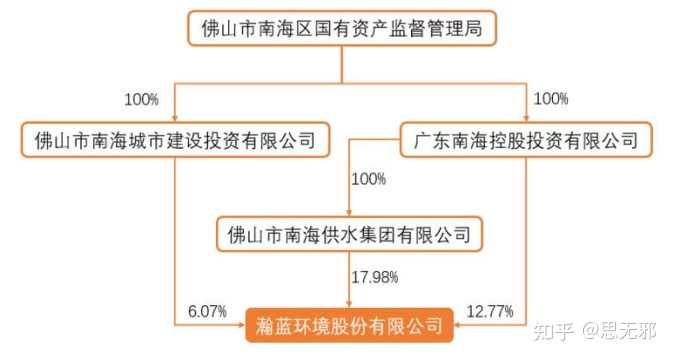 佛山市南海区国有资产监督管理局
100%
100%
佛山市南海城市建设投资有限公司
广东南海控股投资有限公司
100%
佛山市南海供水集团有限公司
17.98%
6.07%
12.77%
瀚蓝环境股份有限公司
知乎 @思无邪